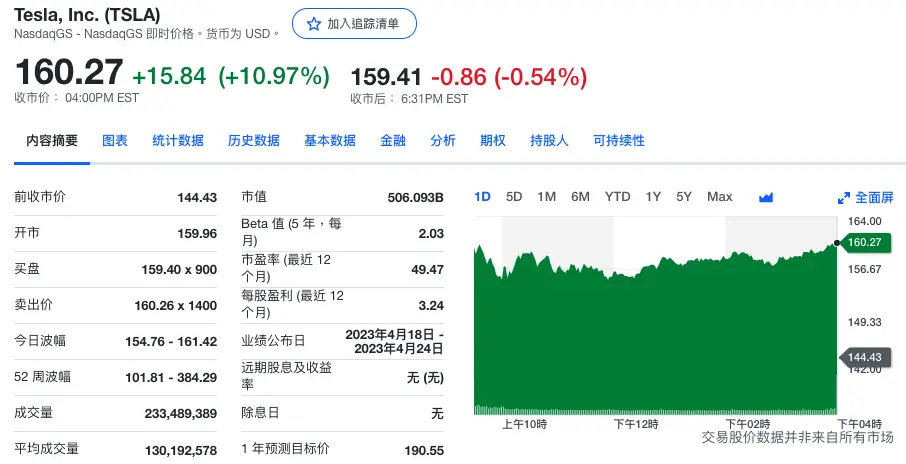 Tesla, Inc. (TSLA)
NasdaqGS - NasdaqGS 即时价格。货币为 USD。
加入追踪清单
160.27 +15.84 (+10.97%)
收市价： 04:00PM EST
159.41 -0.86 (-0.54%)
收市后： 6:31PM EST
内容摘要 图表 统计数据 历史数据 基本数据 金融 分析 期权 持股人 可持续性
前收市价 144.43
开市 159.96
买盘 159.40 x 900
卖出价 160.26 x 1400
今日波幅 154.76 - 161.42
52 周波幅 101.81 - 384.29
成交量 233,489,389
平均成交量 130,192,578
市值 506.093B
Beta 值 (5 年，每
月) 2.03
市盈率 (最近 12
个月) 49.47
每股盈利 (最近 12
个月) 3.24
业绩公布日 2023年4月18日 -
2023年4月24日
远期股息及收益
率 无 (无)
除息日 无
1 年预测目标价 190.55
1D 5D 1M 6M YTD 1Y 5Y Max
全面屏
164.00
160.27
156.67
149.33
144.43
142.00
上午10時 下午12時 下午02時 下午04時
交易股价数据并非来自所有市场